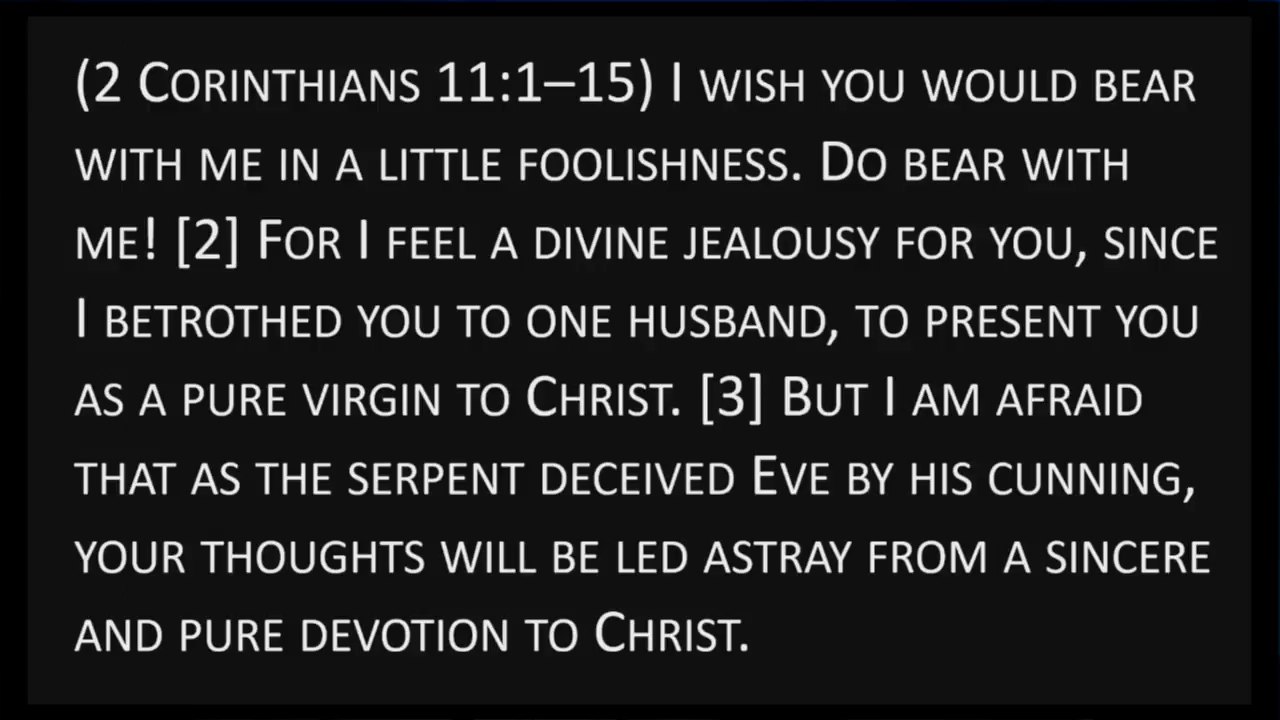 (2 Corinthians 11:1–15) I wish you would bear
with me in a little foolishness. Do bear with
me! [2] For I feel a divine jealousy for you, since
I betrothed you to one husband, to present you
as a pure virgin to Christ. [3] But I am afraid
that as the serpent deceived Eve by his cunning,
your thoughts will be led astray from a sincere
and pure devotion to Christ.